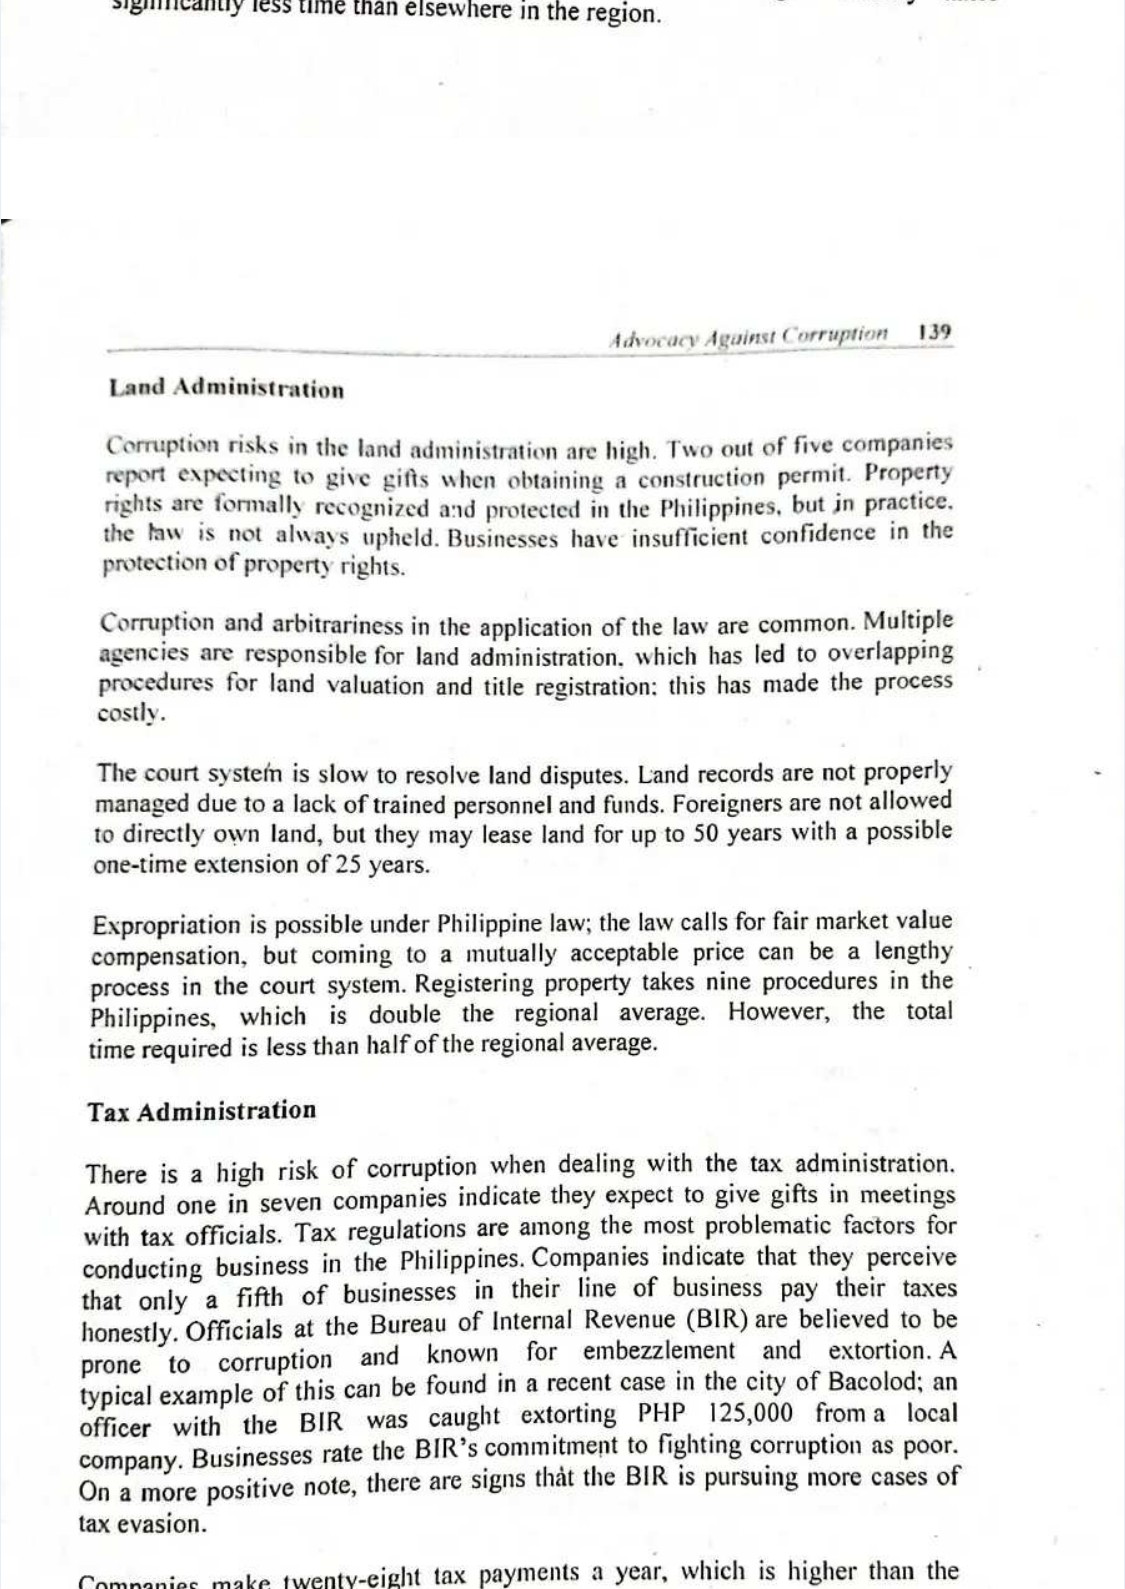 significantly less time than elsewhere in the region.
Advocacy Against Corruption 139
Land Administration
Corruption risks in the land administration are high. Two out of five companies
report expecting to give gifts when obtaining a construction permit. Property
rights are formally recognized and protected in the Philippines, but in practice,
the law is not always upheld. Businesses have insufficient confidence in the
protection of property rights.
Corruption and arbitrariness in the application of the law are common. Multiple
agencies are responsible for land administration, which has led to overlapping
procedures for land valuation and title registration; this has made the process
costly.
The court system is slow to resolve land disputes. Land records are not properly
managed due to a lack of trained personnel and funds. Foreigners are not allowed
to directly own land, but they may lease land for up to 50 years with a possible
one-time extension of 25 years.
Expropriation is possible under Philippine law; the law calls for fair market value
compensation, but coming to a mutually acceptable price can be a lengthy
process in the court system. Registering property takes nine procedures in the
Philippines, which is double the regional average. However, the total
time required is less than half of the regional average.
Tax Administration
There is a high risk of corruption when dealing with the tax administration.
Around one in seven companies indicate they expect to give gifts in meetings
with tax officials. Tax regulations are among the most problematic factors for
conducting business in the Philippines. Companies indicate that they perceive
that only a fifth of businesses in their line of business pay their taxes
honestly. Officials at the Bureau of Internal Revenue (BIR) are believed to be
prone to corruption and known for embezzlement and extortion. A
typical example of this can be found in a recent case in the city of Bacolod; an
officer with the BIR was caught extorting PHP 125,000 from a local
company. Businesses rate the BIR's commitment to fighting corruption as poor.
On a more positive note, there are signs that the BIR is pursuing more cases of
tax evasion.
Companies make twenty-eight tax payments a year, which is higher than the